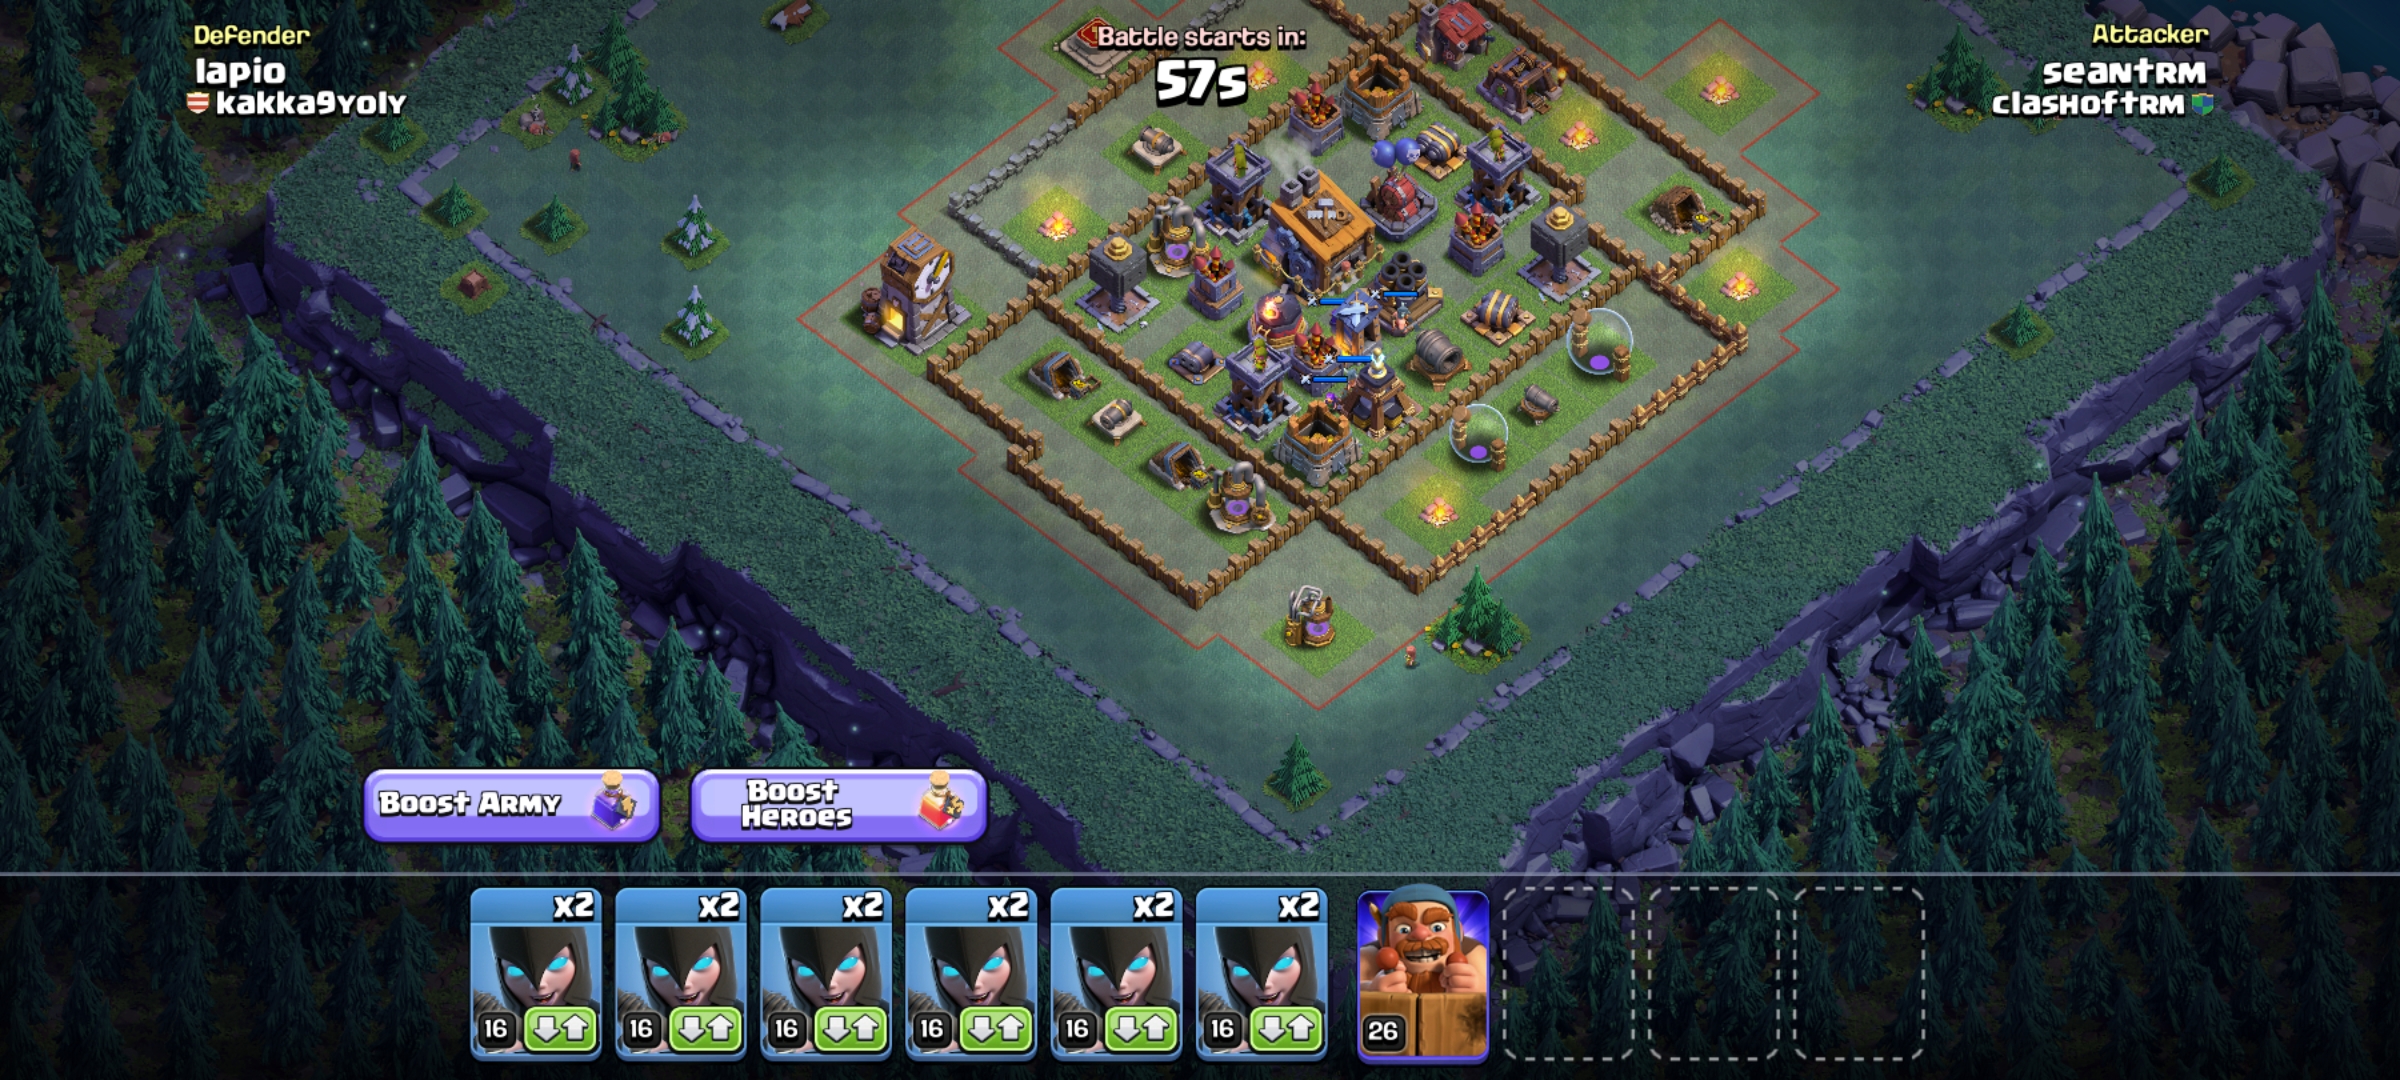 Defender
lapio
kakka9yoly
Battle starts in:
57s
Attacker
seantRM
clashoftRM
Boost Army
Boost
Heroes
x2
x2
x2
x2
x2
x2
16
16
16
16
16
16
26